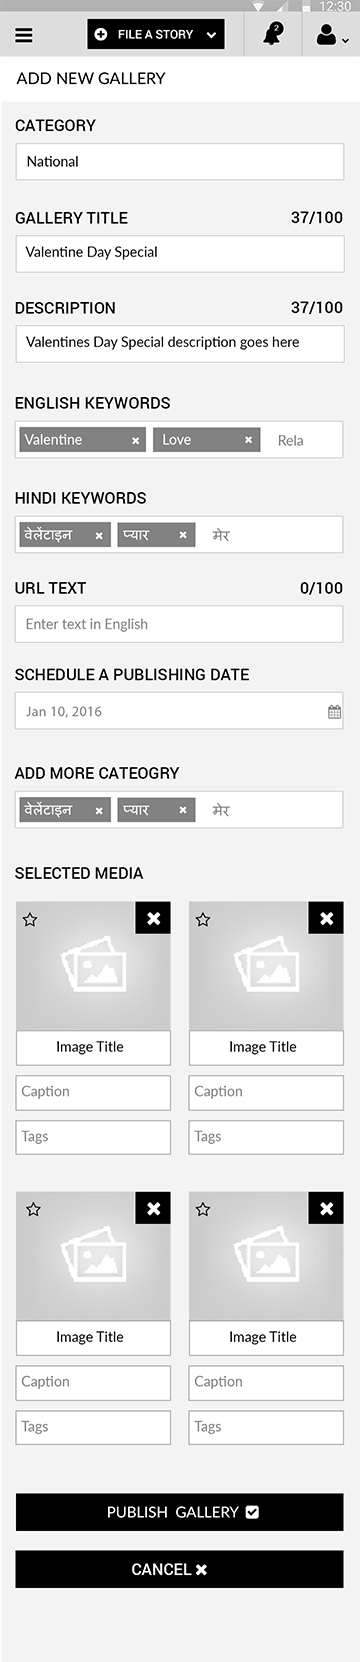 12:30
FILE A STORY
2
ADD NEW GALLERY
CATEGORY
National
GALLERY TITLE 37/100
Valentine Day Special
DESCRIPTION 37/100
Valentines Day Special description goes here
ENGLISH KEYWORDS
Valentine Love Rela
HINDI KEYWORDS
वेलेंटाइन प्यार मेर
URL TEXT 0/100
Enter text in English
SCHEDULE A PUBLISHING DATE
Jan 10, 2016
ADD MORE CATEOGRY
वेलेंटाइन प्यार मेर
SELECTED MEDIA
Image Title Image Title
Caption Caption
Tags Tags
Image Title Image Title
Caption Caption
Tags Tags
PUBLISH GALLERY
CANCEL